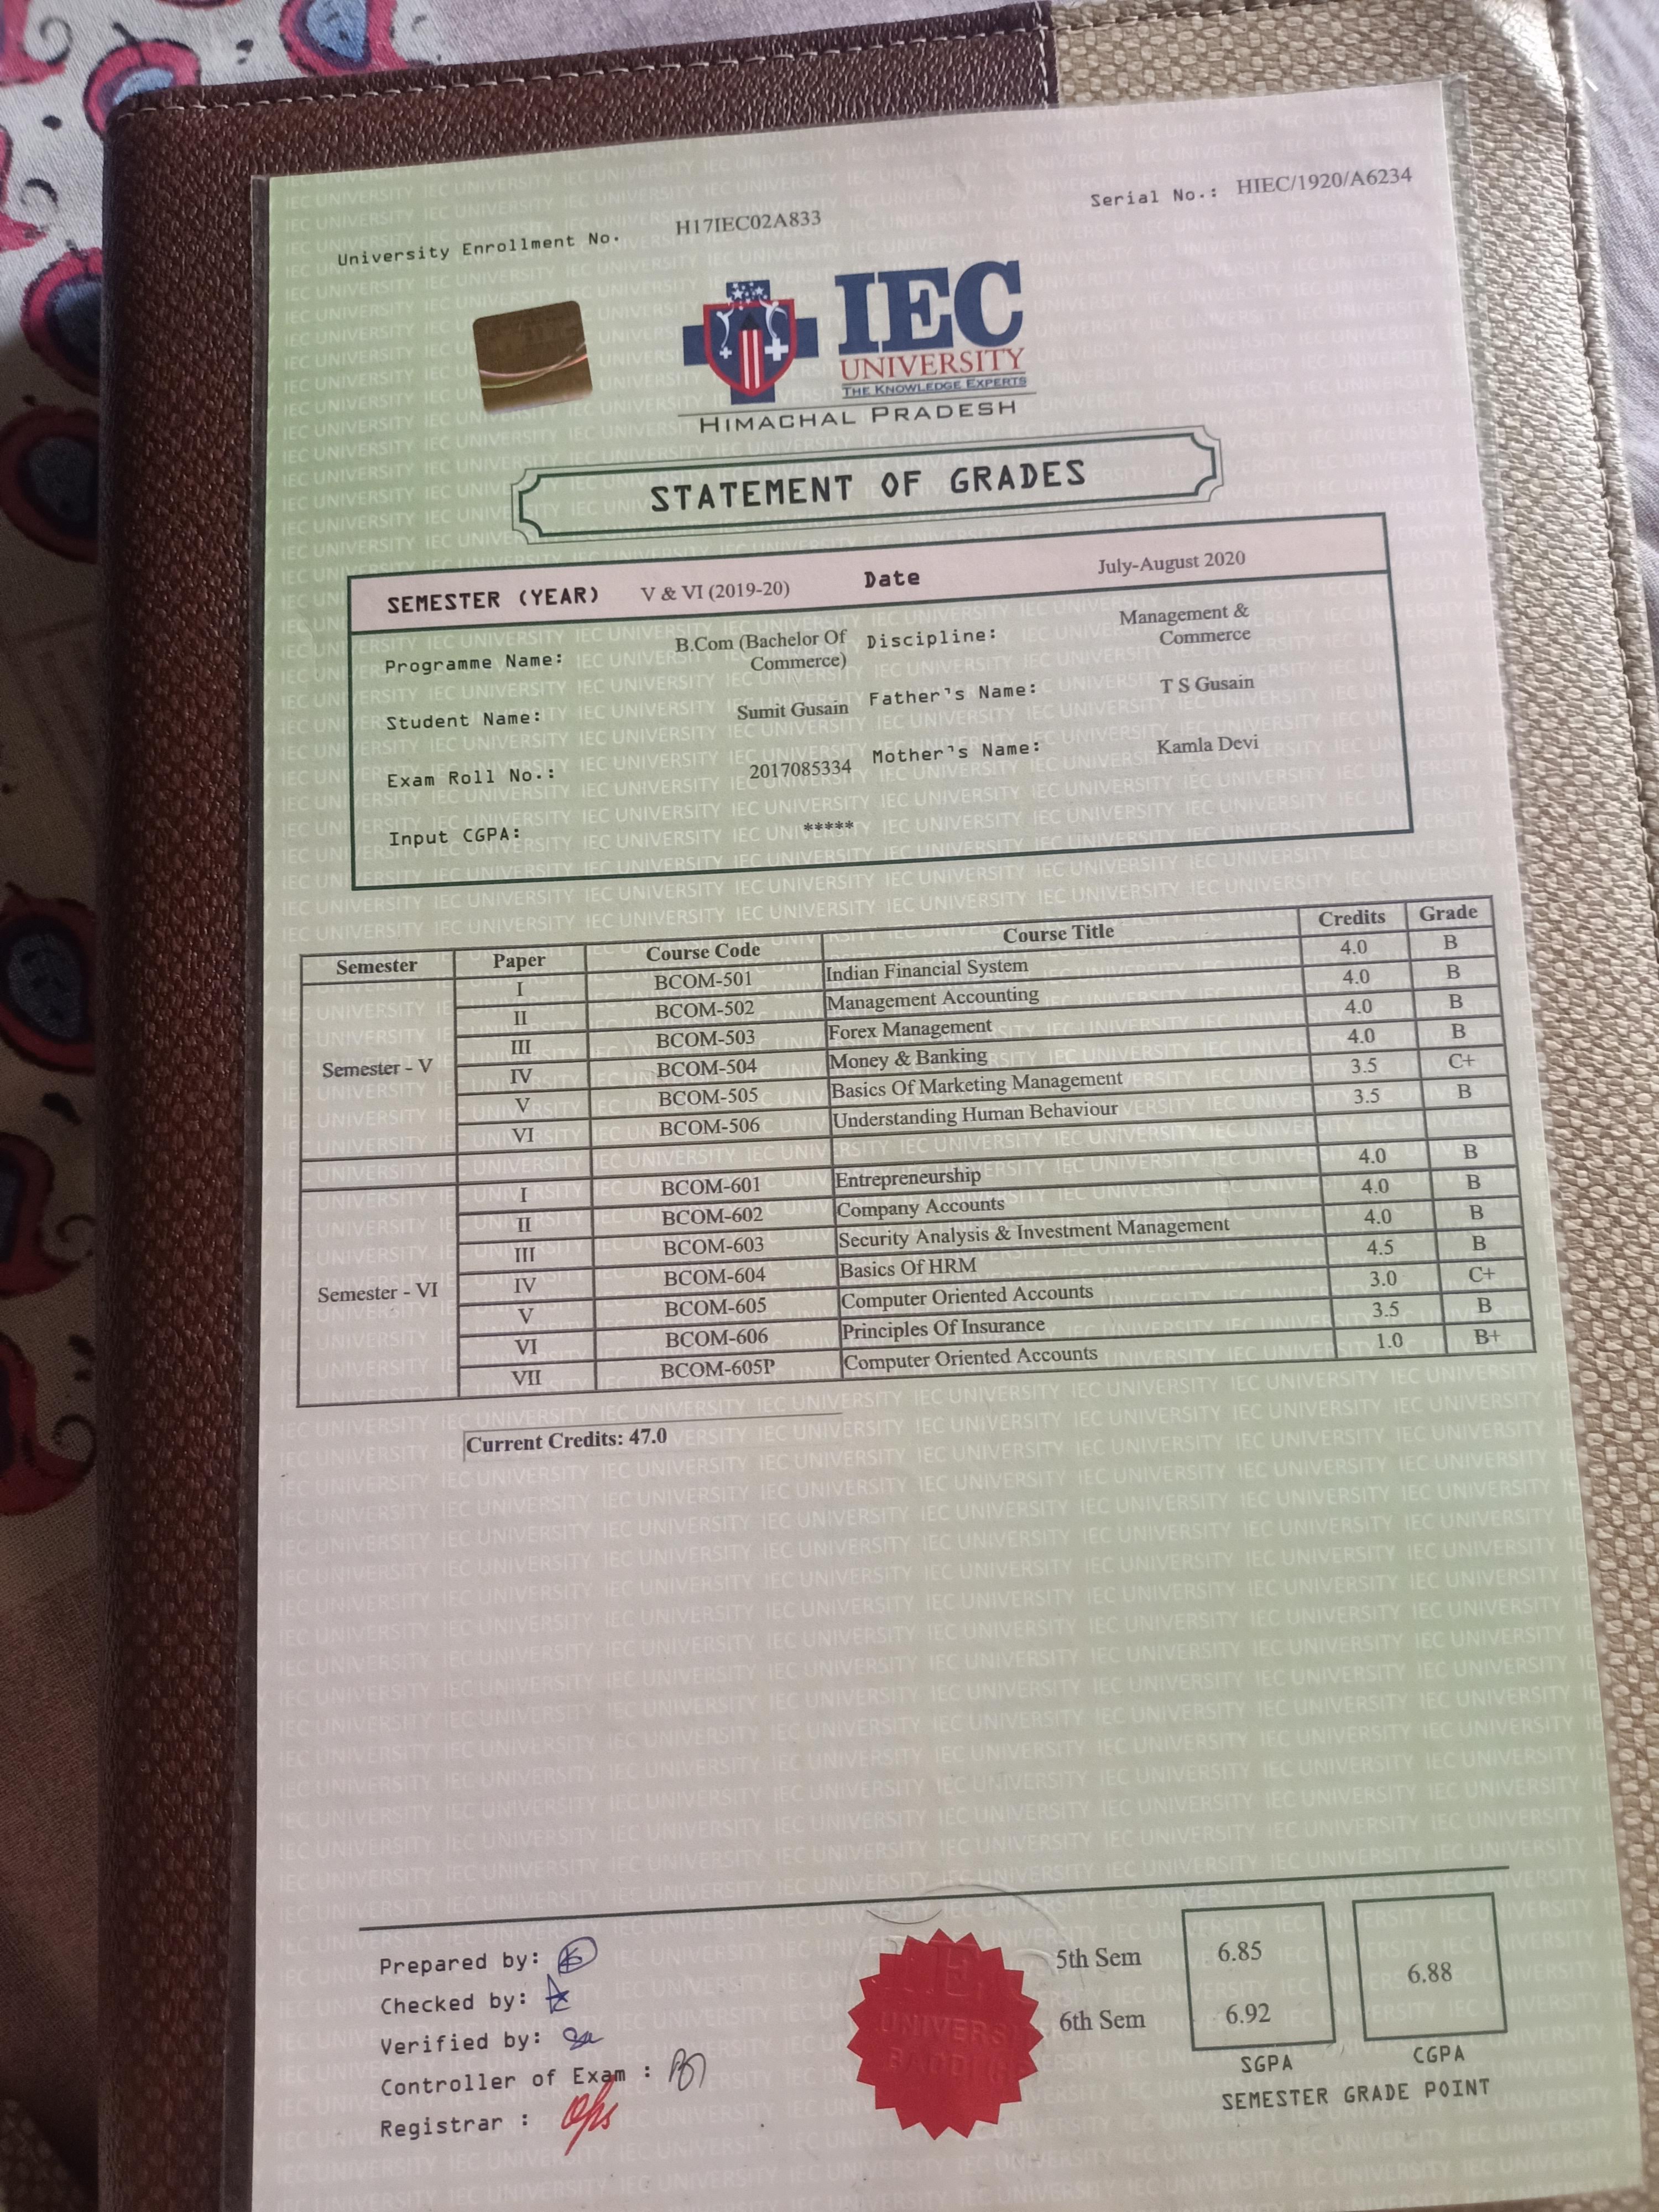 University Enrollment No. H17IEC02A833 Serial No.: HIEC/1920/A6234
IEC
UNIVERSITY
THE KNOWLEDGE EXPERTS
HIMACHAL PRADESH
STATEMENT OF GRADES
SEMESTER (YEAR) V & VI (2019-20) Date July-August 2020
Programme Name: B.Com (Bachelor Of Commerce) Discipline: Management & Commerce
Student Name: Sumit Gusain Father's Name: T S Gusain
Exam Roll No.: 2017085334 Mother's Name: Kamla Devi
Input CGPA: *****
Semester Paper Course Code Course Title Credits Grade
Semester - V
I BCOM-501 Indian Financial System 4.0 B
II BCOM-502 Management Accounting 4.0 B
III BCOM-503 Forex Management 4.0 B
IV BCOM-504 Money & Banking 4.0 B
V BCOM-505 Basics Of Marketing Management 3.5 C+
VI BCOM-506 Understanding Human Behaviour 3.5 B
Semester - VI
I BCOM-601 Entrepreneurship 4.0 B
II BCOM-602 Company Accounts 4.0 B
III BCOM-603 Security Analysis & Investment Management 4.0 B
IV BCOM-604 Basics Of HRM 4.5 B
V BCOM-605 Computer Oriented Accounts 3.0 C+
VI BCOM-606 Principles Of Insurance 3.5 B
VII BCOM-605P Computer Oriented Accounts 1.0 B+
Current Credits: 47.0
Prepared by:
Checked by:
Verified by:
Controller of Exam :
Registrar :
5th Sem 6.85
6th Sem 6.92
6.88
SGPA CGPA
SEMESTER GRADE POINT